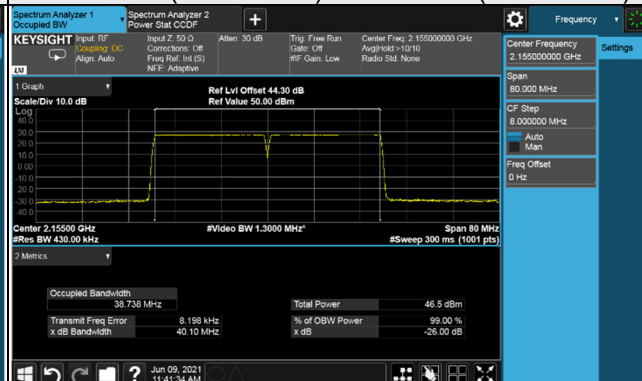 Spectrum Analyzer 1
Occupied BW
Spectrum Analyzer 2
Power Stat CCDF
+
Frequency
KEYSIGHT
LXI
Input: RF
Coupling: DC
Align: Auto
Input Z: 50 Ω
Corrections: Off
Freq Ref: Int (S)
NFE: Adaptive
Atten: 30 dB
Trig: Free Run
Gate: Off
#IF Gain: Low
Center Freq: 2.155000000 GHz
Avg|Hold:>10/10
Radio Std: None
Center Frequency
2.155000000 GHz
Settings
Span
80.000 MHz
CF Step
8.000000 MHz
Auto
Man
Freq Offset
0 Hz
1 Graph
Scale/Div 10.0 dB
Ref Lvl Offset 44.30 dB
Ref Value 50.00 dBm
Log
40.0
30.0
20.0
10.0
0.00
-10.0
-20.0
-30.0
-40.0
Center 2.15500 GHz
#Res BW 430.00 kHz
#Video BW 1.3000 MHz*
Span 80 MHz
#Sweep 300 ms (1001 pts)
2 Metrics
Occupied Bandwidth
38.738 MHz
Transmit Freq Error 8.198 kHz
x dB Bandwidth 40.10 MHz
Total Power 46.5 dBm
% of OBW Power 99.00 %
x dB -26.00 dB
?
Jun 09, 2021
11:41:34 AM